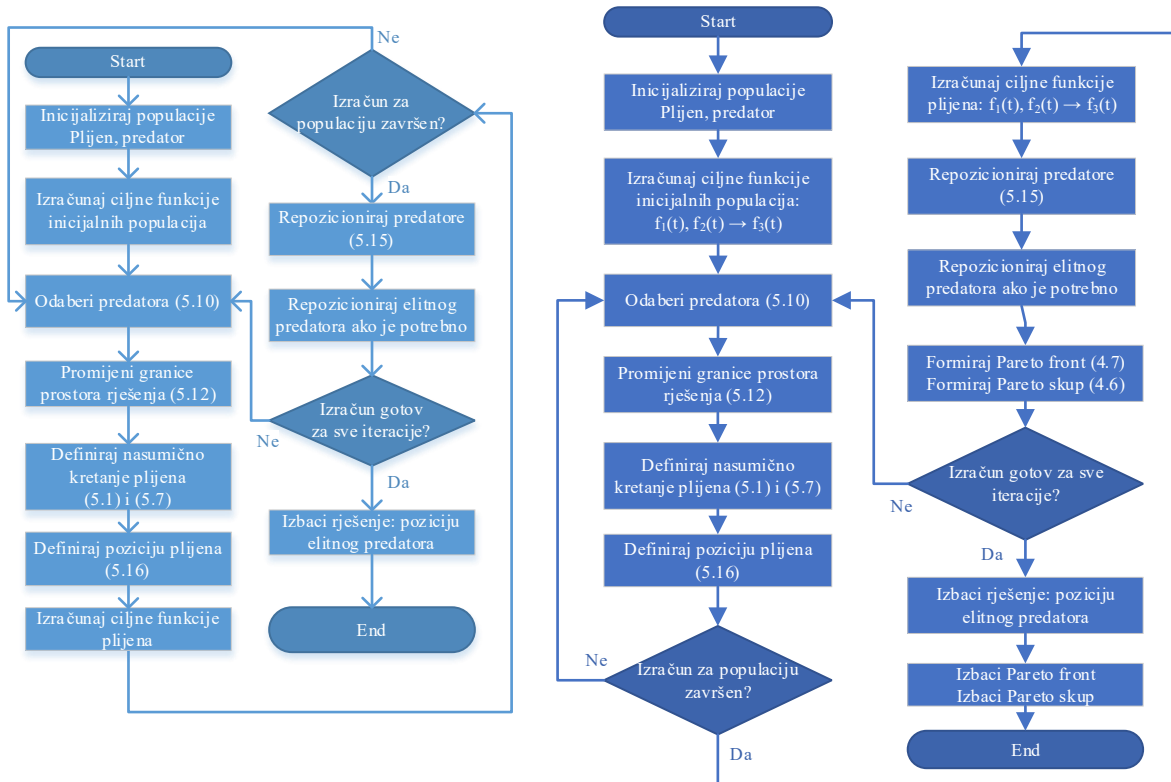 Start
Inicijaliziraj populacije
Plijen, predator
Izračunaj ciljne funkcije
inicijalnih populacija
Odaberi predatora (5.10)
Promijeni granice
prostora rješenja (5.12)
Definiraj nasumično
kretanje plijena
(5.1) i (5.7)
Definiraj poziciju plijena
(5.16)
Izračunaj ciljne funkcije
plijena
Ne
Izračun za
populaciju završen?
Da
Repozicioniraj predatore
(5.15)
Repozicioniraj elitnog
predatora ako je potrebno
Izračun gotov
za sve iteracije?
Ne
Da
Izbaci rješenje: poziciju
elitnog predatora
End
Start
Inicijaliziraj populacije
Plijen, predator
Izračunaj ciljne funkcije
inicijalnih populacija:
f₁(t), f₂(t) → f₃(t)
Odaberi predatora (5.10)
Promijeni granice prostora
rješenja (5.12)
Definiraj nasumično
kretanje plijena (5.1) i (5.7)
Definiraj poziciju plijena
(5.16)
Ne
Izračun za populaciju
završen?
Da
Izračunaj ciljne funkcije
plijena: f₁(t), f₂(t) → f₃(t)
Repozicioniraj predatore
(5.15)
Repozicioniraj elitnog
predatora ako je potrebno
Formiraj Pareto front (4.7)
Formiraj Pareto skup (4.6)
Izračun gotov za sve
iteracije?
Ne
Da
Izbaci rješenje: poziciju
elitnog predatora
Izbaci Pareto front
Izbaci Pareto skup
End